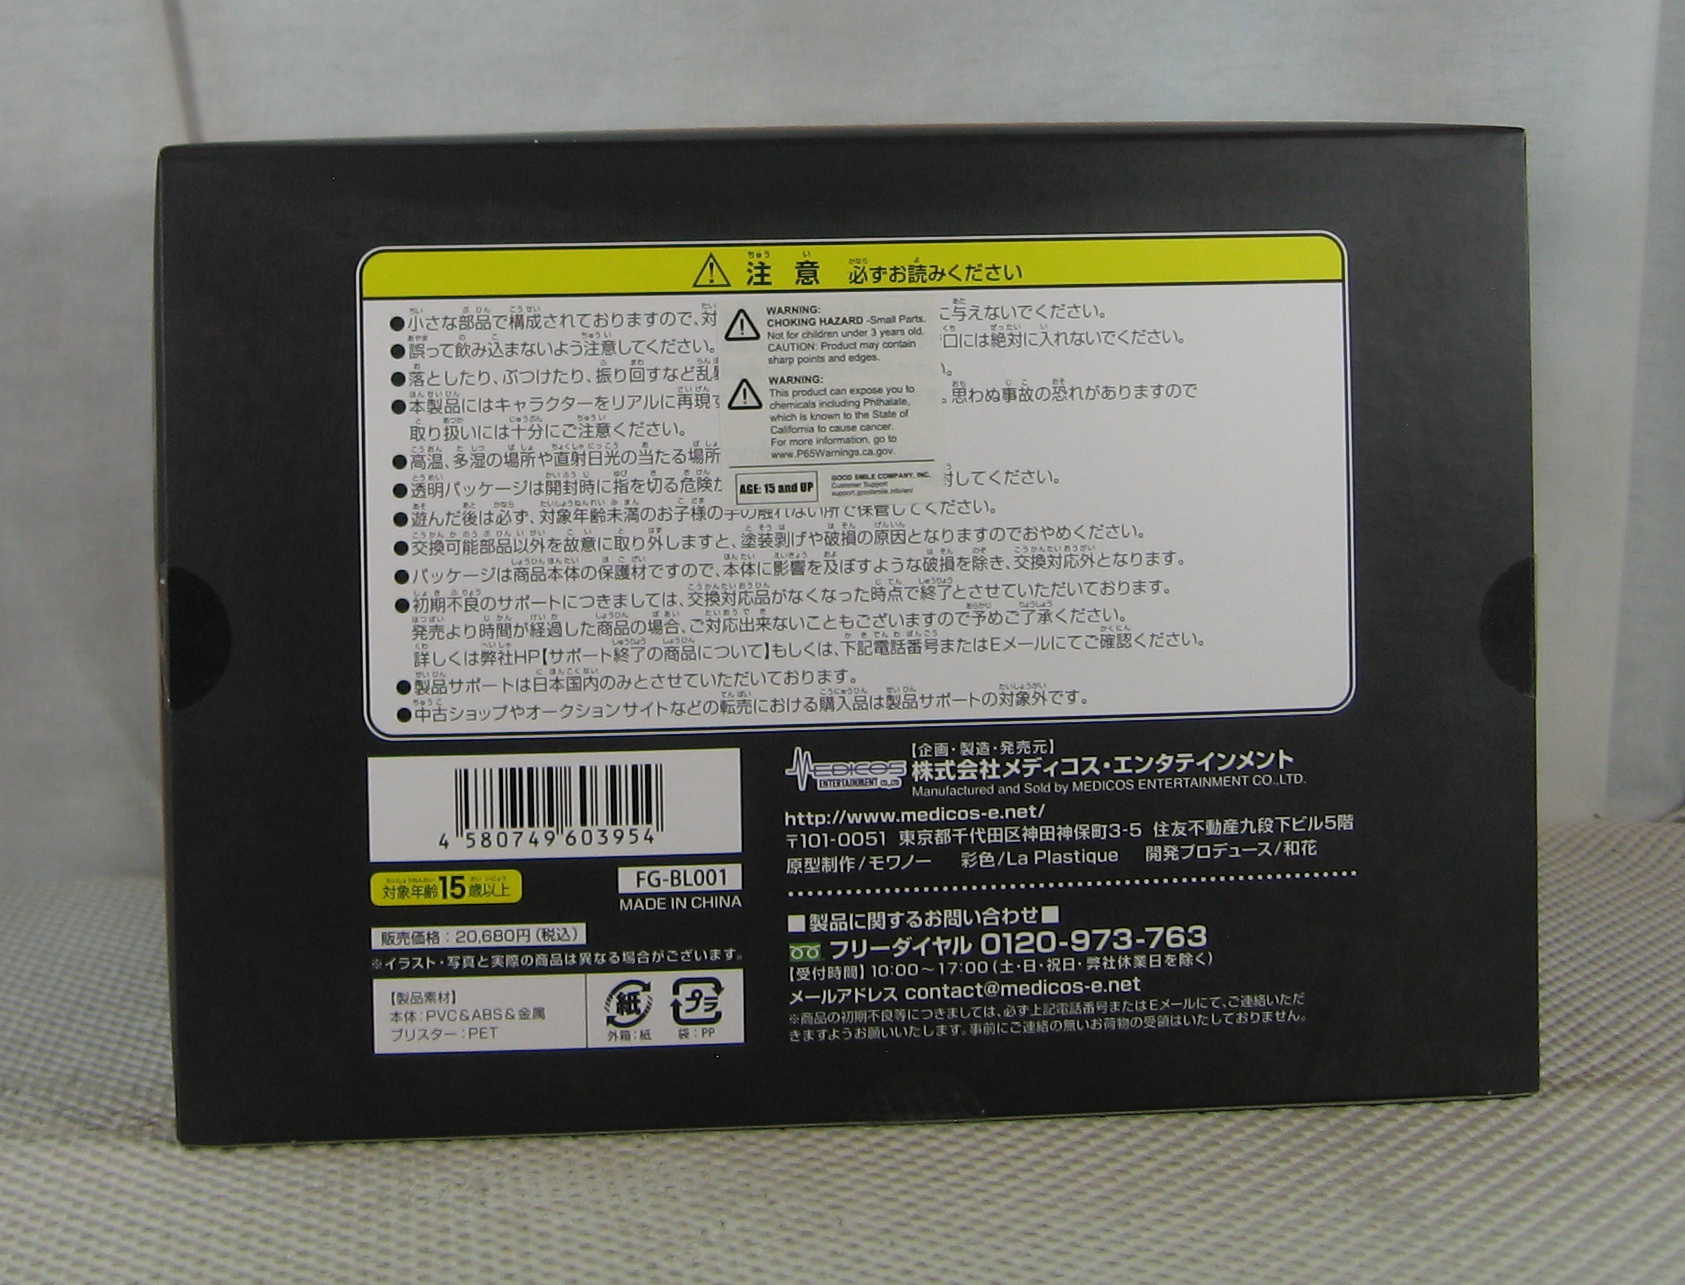 注意 必ずお読みください
●小さな部品で構成されておりますので、対
に与えないでください。
●誤って飲み込まないよう注意してください。
口には絶対に入れないでください。
●落としたり、ぶつけたり、振り回すなど乱暴
●本製品にはキャラクターをリアルに再現す
。思わぬ事故の恐れがありますので
取り扱いには十分にご注意ください。
●高温、多湿の場所や直射日光の当たる場所
●透明パッケージは開封時に指を切る危険が
してください。
●遊んだ後は必ず、対象年齢未満のお子様の手の触れない所で保管してください。
●交換可能部品以外を故意に取り外しますと、塗装剥げや破損の原因となりますのでおやめください。
●パッケージは商品本体の保護材ですので、本体に影響を及ぼすような破損を除き、交換対応外となります。
●初期不良のサポートにつきましては、交換対応品がなくなった時点で終了とさせていただいております。
発売より時間が経過した商品の場合、ご対応出来ないこともございますので予めご了承ください。
詳しくは弊社HP【サポート終了の商品について】もしくは、下記電話番号またはEメールにてご確認ください。
●製品サポートは日本国内のみとさせていただいております。
●中古ショップやオークションサイトなどの転売における購入品は製品サポートの対象外です。
WARNING:
CHOKING HAZARD -Small Parts.
Not for children under 3 years old.
CAUTION: Product may contain
sharp points and edges.
WARNING:
This product can expose you to
chemicals including Phthalate,
which is known to the State of
California to cause cancer.
For more information, go to
www.P65Warnings.ca.gov.
AGE: 15 and UP
GOOD SMILE COMPANY, INC.
Customer Support
support.goodsmile.info/en/
4 580749 603954
対象年齢15歳以上
FG-BL001
MADE IN CHINA
販売価格：20,680円（税込）
※イラスト・写真と実際の商品は異なる場合がございます。
【製品素材】
本体：PVC&ABS&金属
ブリスター：PET
紙
外箱：紙
プラ
袋：PP
MEDICOS
ENTERTAINMENT CO.,LTD
【企画・製造・発売元】
株式会社メディコス・エンタテインメント
Manufactured and Sold by MEDICOS ENTERTAINMENT CO.,LTD.
http://www.medicos-e.net/
〒101-0051 東京都千代田区神田神保町3-5 住友不動産九段下ビル5階
原型制作/モワノー 彩色/La Plastique 開発プロデュース/和花
■製品に関するお問い合わせ■
フリーダイヤル 0120-973-763
【受付時間】10:00～17:00（土・日・祝日・弊社休業日を除く）
メールアドレス contact@medicos-e.net
※商品の初期不良等につきましては、必ず上記電話番号またはEメールにて、ご連絡いただ
きますようお願いいたします。事前にご連絡の無いお荷物の受領はいたしておりません。